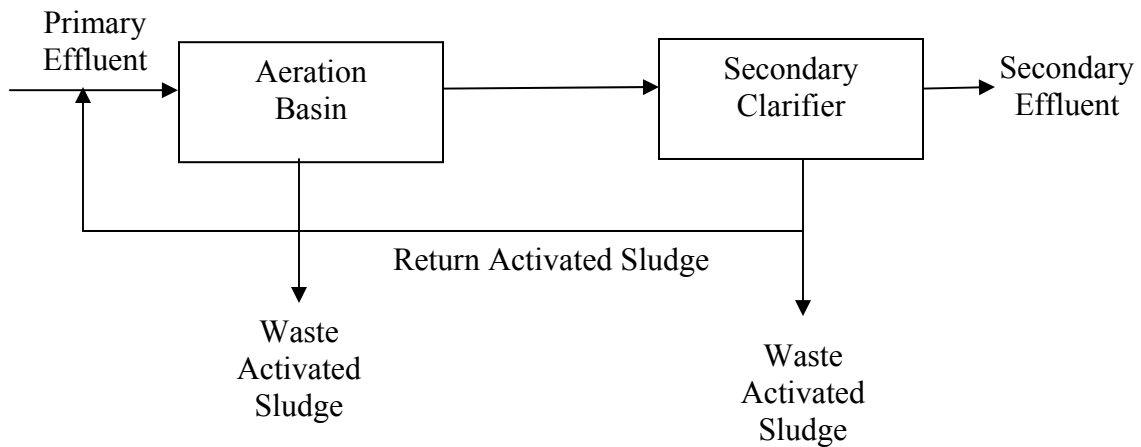 Primary
Effluent
Aeration
Basin
Secondary
Clarifier
Secondary
Effluent
Return Activated Sludge
Waste
Activated
Sludge
Waste
Activated
Sludge